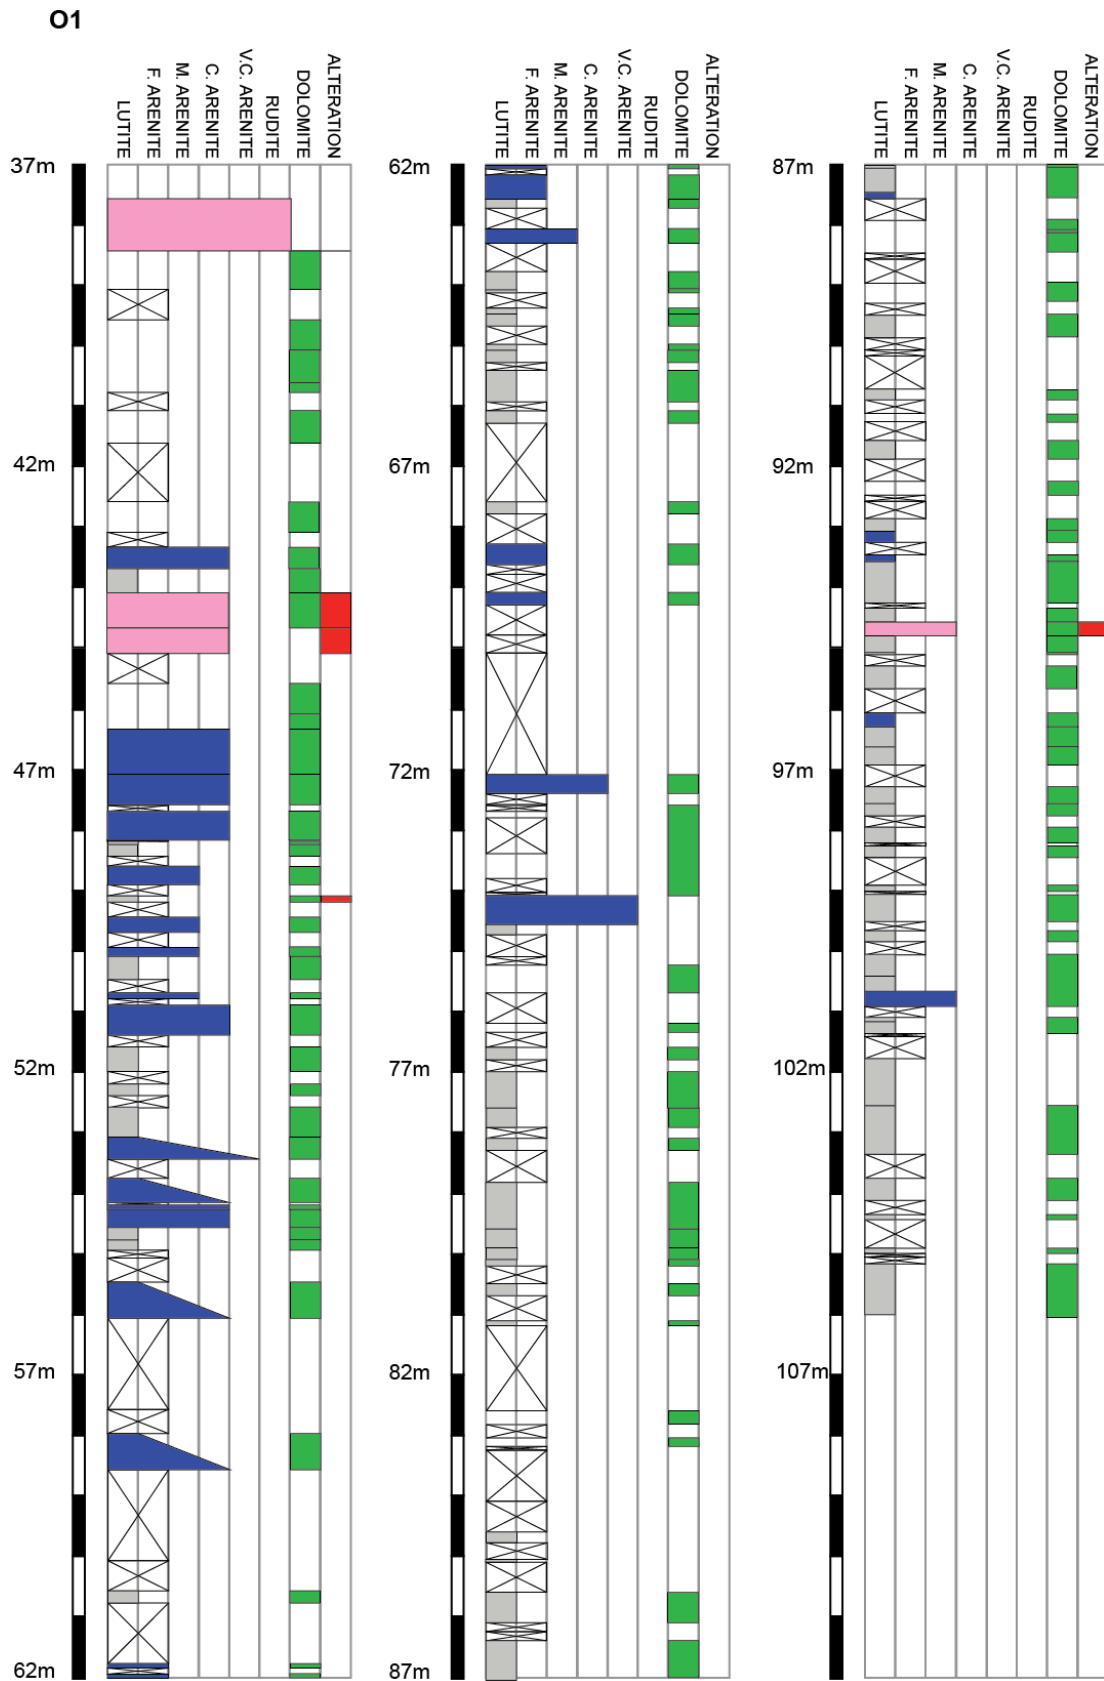 O1
LUTITE
F. ARENITE
M. ARENITE
C. ARENITE
V.C. ARENITE
RUDITE
DOLOMITE
ALTERATION
37m
42m
47m
52m
57m
62m
LUTITE
F. ARENITE
M. ARENITE
C. ARENITE
V.C. ARENITE
RUDITE
DOLOMITE
ALTERATION
62m
67m
72m
77m
82m
87m
LUTITE
F. ARENITE
M. ARENITE
C. ARENITE
V.C. ARENITE
RUDITE
DOLOMITE
ALTERATION
87m
92m
97m
102m
107m